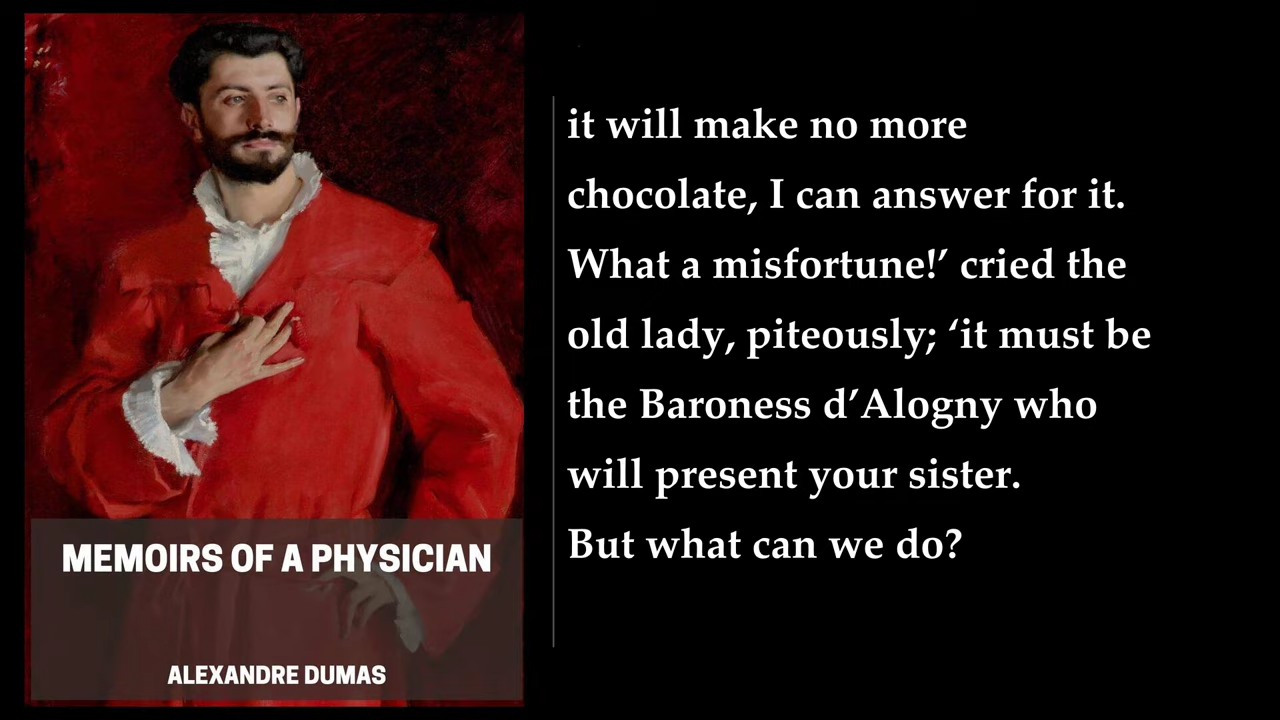 MEMOIRS OF A PHYSICIAN
ALEXANDRE DUMAS
it will make no more
chocolate, I can answer for it.
What a misfortune!’ cried the
old lady, piteously; ‘it must be
the Baroness d’Alogny who
will present your sister.
But what can we do?